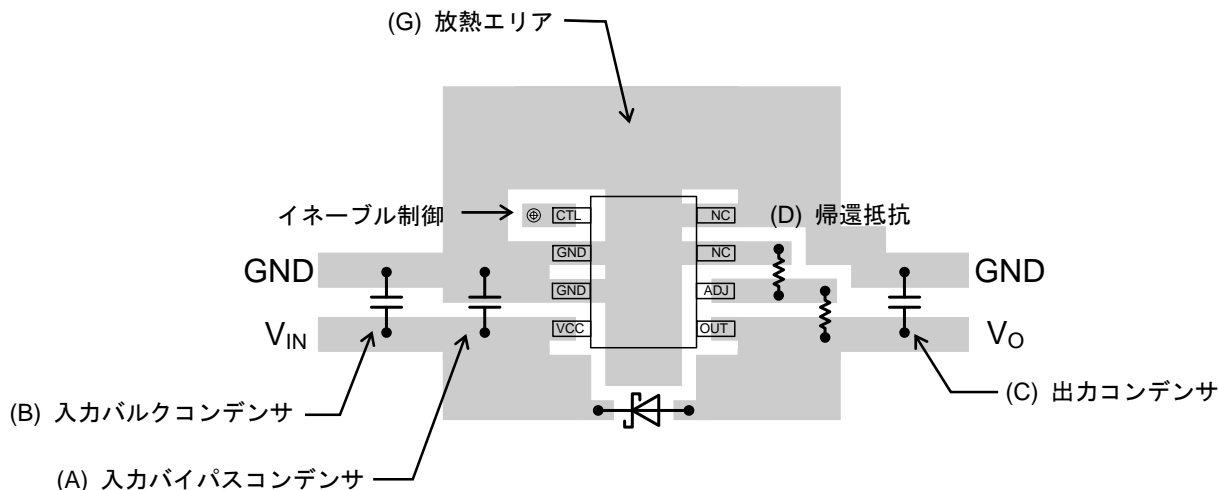 (G) 放熱エリア
イネーブル制御
CTL
NC
(D) 帰還抵抗
GND
GND
NC
GND
GND
ADJ
VIN
VCC
OUT
VO
(B) 入力バルクコンデンサ
(C) 出力コンデンサ
(A) 入力バイパスコンデンサ